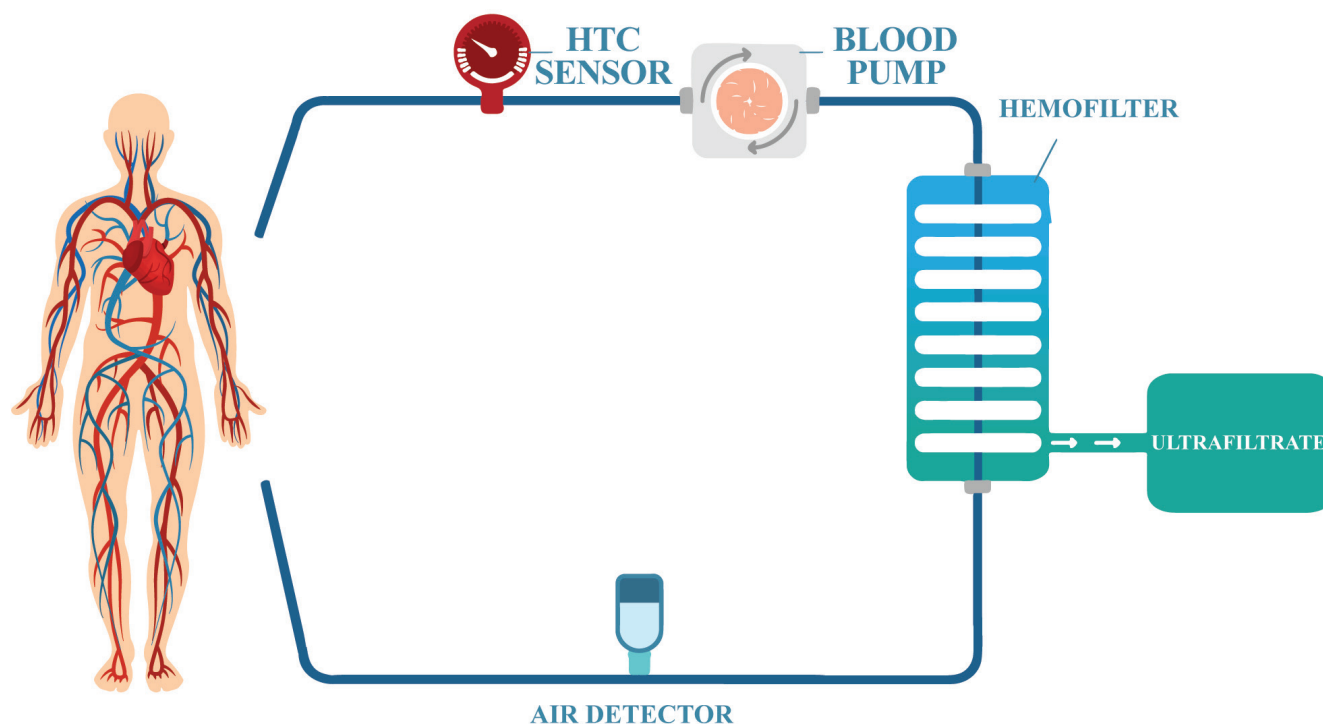 HTC
SENSOR
BLOOD
PUMP
HEMOFILTER
ULTRAFILTRATE
AIR DETECTOR